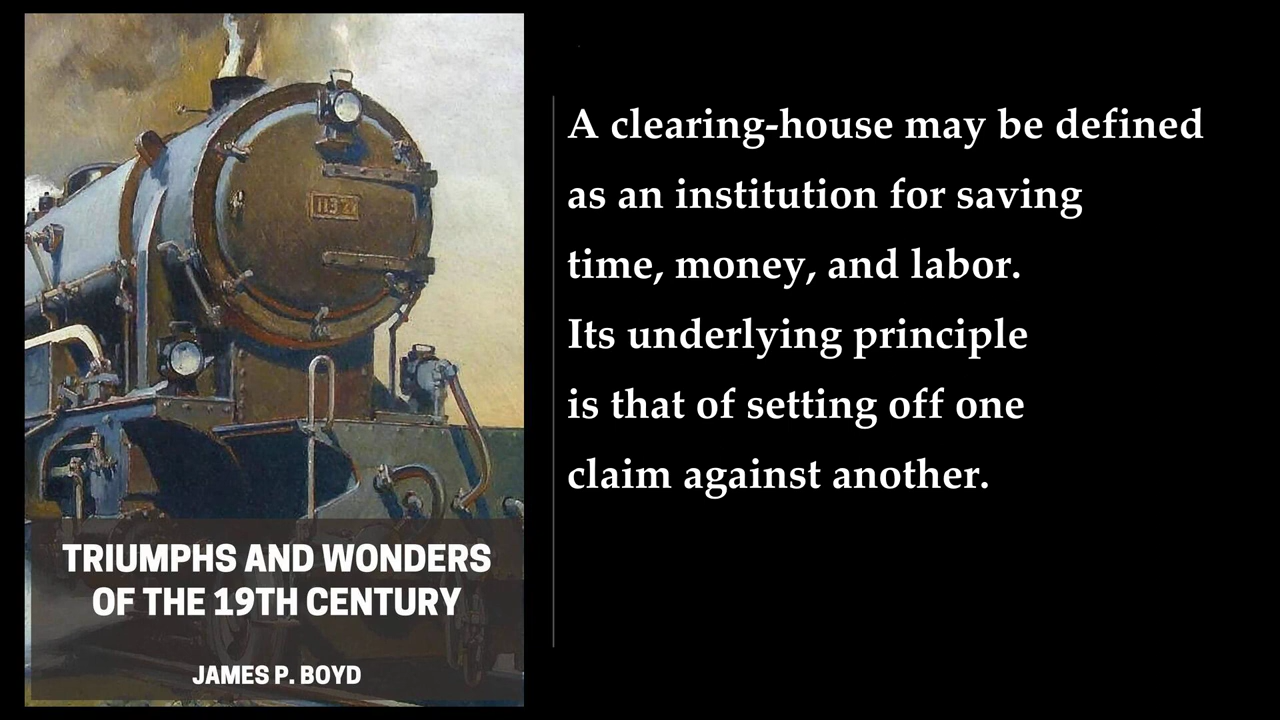 A clearing-house may be defined
as an institution for saving
time, money, and labor.
Its underlying principle
is that of setting off one
claim against another.
TRIUMPHS AND WONDERS
OF THE 19TH CENTURY
JAMES P. BOYD